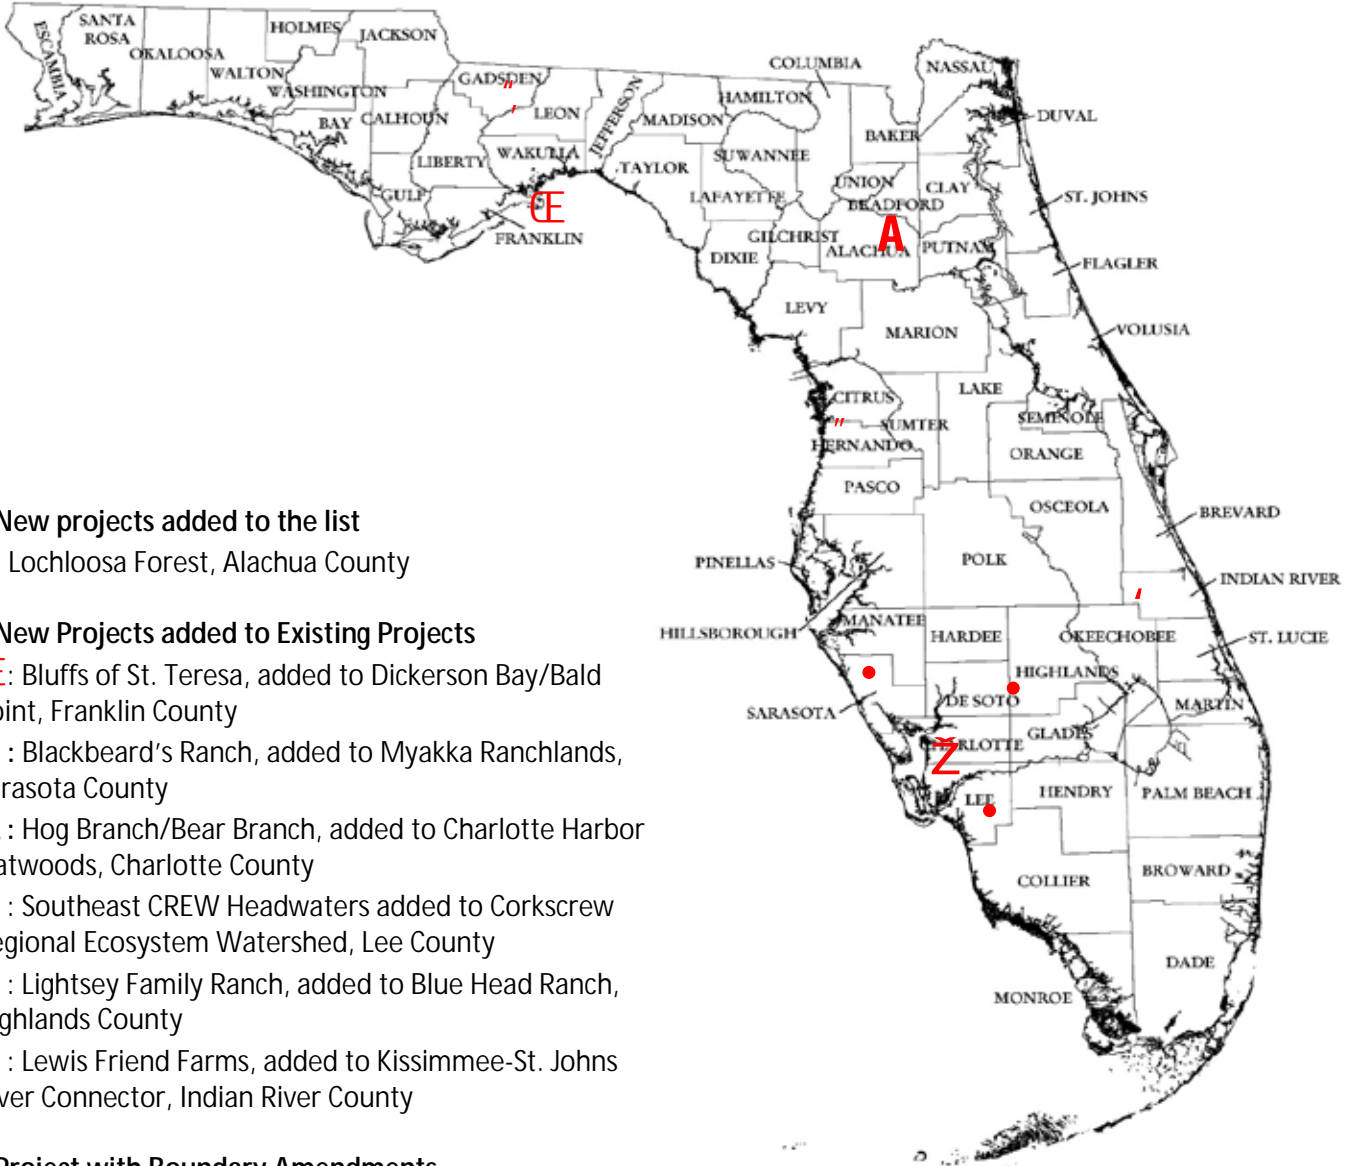 SANTA
ROSA
HOLMES
JACKSON
ESCAMBIA
OKALOOSA
WALTON
WASHINGTON
GADSDEN
"
COLUMBIA
NASSAU
HAMILTON
DUVAL
BAY
CALHOUN
'
LEON
JEFFERSON
MADISON
BAKER
LIBERTY
WAKULLA
TAYLOR
SUWANNEE
UNION
CLAY
GULF
Œ
LAFAYETTE
BRADFORD
ST. JOHNS
FRANKLIN
DIXIE
GILCHRIST
A
ALACHUA
PUTNAM
FLAGLER
LEVY
MARION
VOLUSIA
CITRUS
LAKE
"
SUMTER
SEMINOLE
HERNANDO
ORANGE
PASCO
OSCEOLA
BREVARD
PINELLAS
POLK
INDIAN RIVER
'
HILLSBOROUGH
MANATEE
HARDEE
OKEECHOBEE
ST. LUCIE
HIGHLANDS
SARASOTA
DE SOTO
MARTIN
CHARLOTTE
Ž
GLADES
LEE
HENDRY
PALM BEACH
COLLIER
BROWARD
DADE
MONROE
New projects added to the list
Lochloosa Forest, Alachua County
New Projects added to Existing Projects
Œ: Bluffs of St. Teresa, added to Dickerson Bay/Bald
oint, Franklin County
: Blackbeard's Ranch, added to Myakka Ranchlands,
rasota County
: Hog Branch/Bear Branch, added to Charlotte Harbor
atwoods, Charlotte County
: Southeast CREW Headwaters added to Corkscrew
egional Ecosystem Watershed, Lee County
: Lightsey Family Ranch, added to Blue Head Ranch,
ghlands County
: Lewis Friend Farms, added to Kissimmee-St. Johns
ver Connector, Indian River County
Project with Boundary Amendments